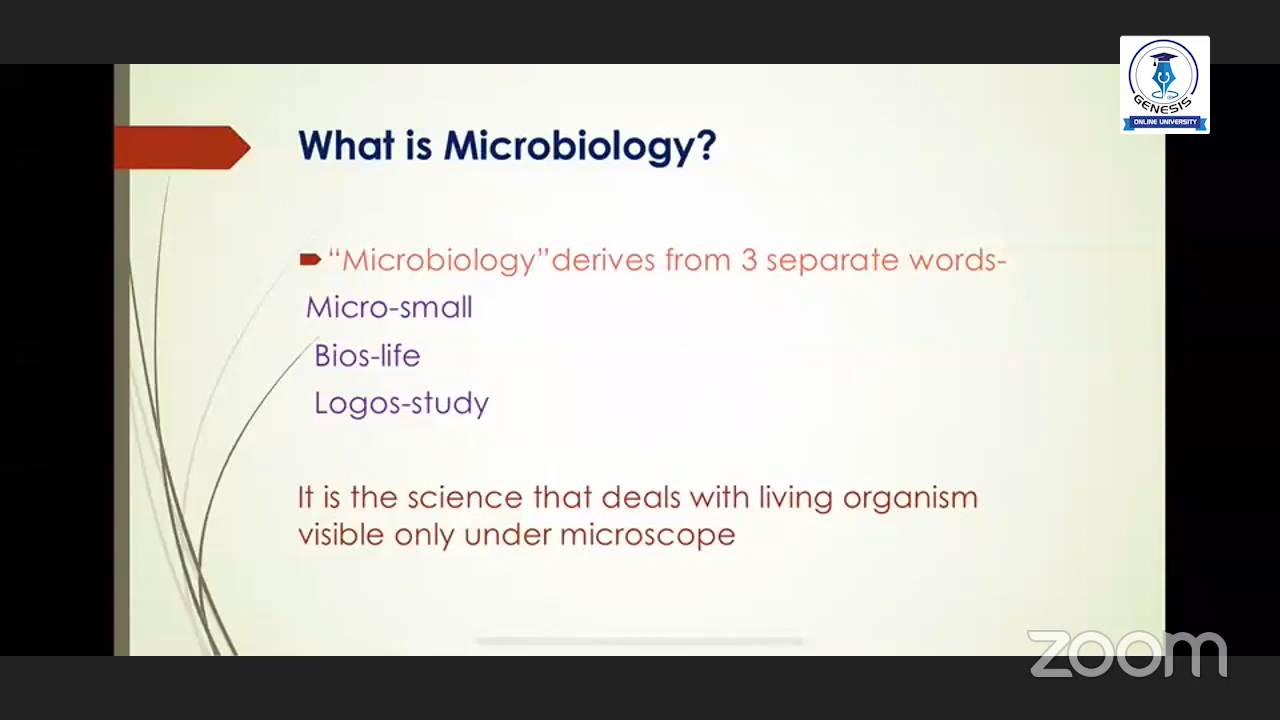 GENESIS
ONLINE UNIVERSITY
What is Microbiology?
“Microbiology”derives from 3 separate words-
Micro-small
Bios-life
Logos-study
It is the science that deals with living organism
visible only under microscope
zoom